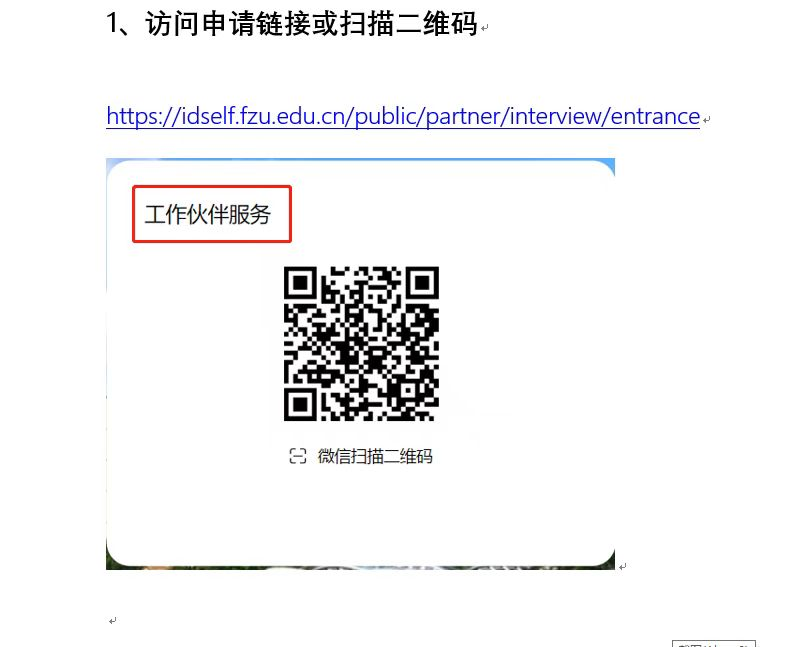 1、访问申请链接或扫描二维码
https://idself.fzu.edu.cn/public/partner/interview/entrance
工作伙伴服务
微信扫描二维码